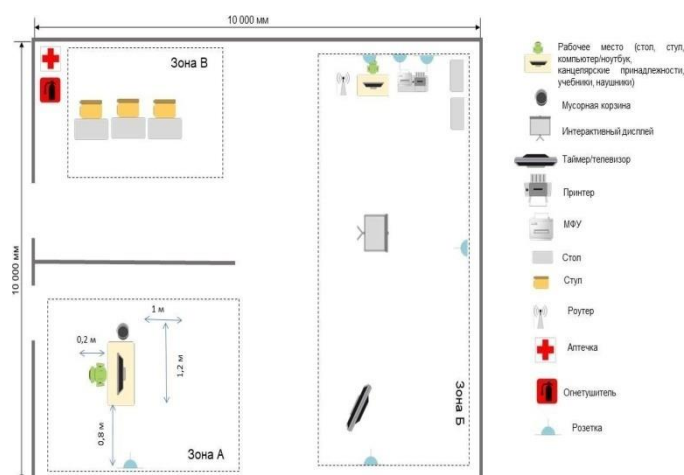 10 000 мм
10 000 мм
Зона В
Зона Б
Зона А
1 м
0,2 м
1,2 м
0,8 м
Рабочее место (стол, стул,
компьютер/ноутбук,
канцелярские принадлежности,
учебники, наушники)
Мусорная корзина
Интерактивный дисплей
Таймер/телевизор
Принтер
МФУ
Стол
Стул
Роутер
Аптечка
Огнетушитель
Розетка